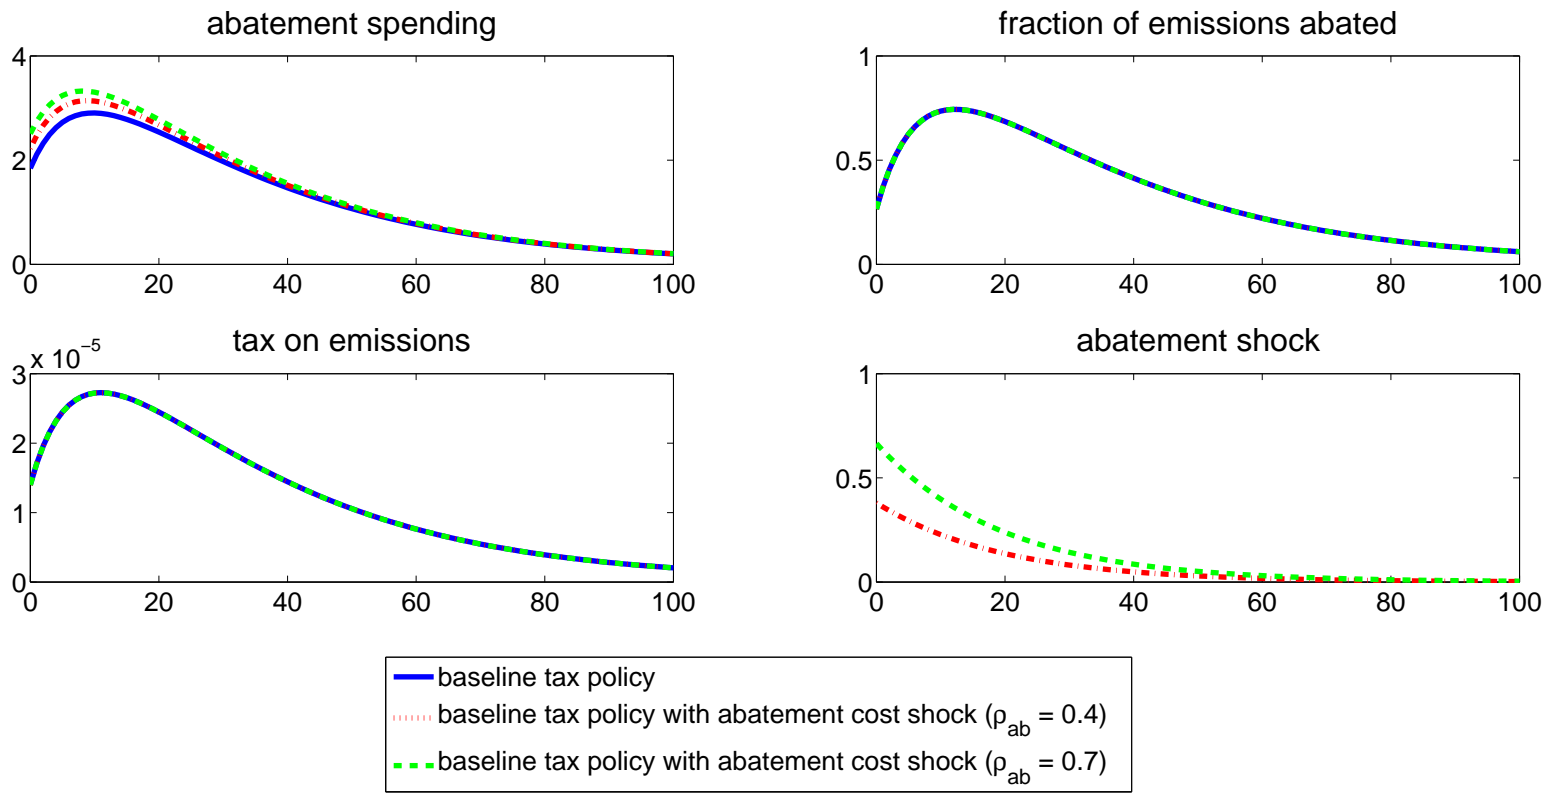 abatement spending
4
2
0
0 20 40 60 80 100
fraction of emissions abated
1
0.5
0
0 20 40 60 80 100
tax on emissions
x 10−5
3
2
1
0
0 20 40 60 80 100
abatement shock
1
0.5
0
0 20 40 60 80 100
baseline tax policy
baseline tax policy with abatement cost shock (ρab = 0.4)
baseline tax policy with abatement cost shock (ρab = 0.7)